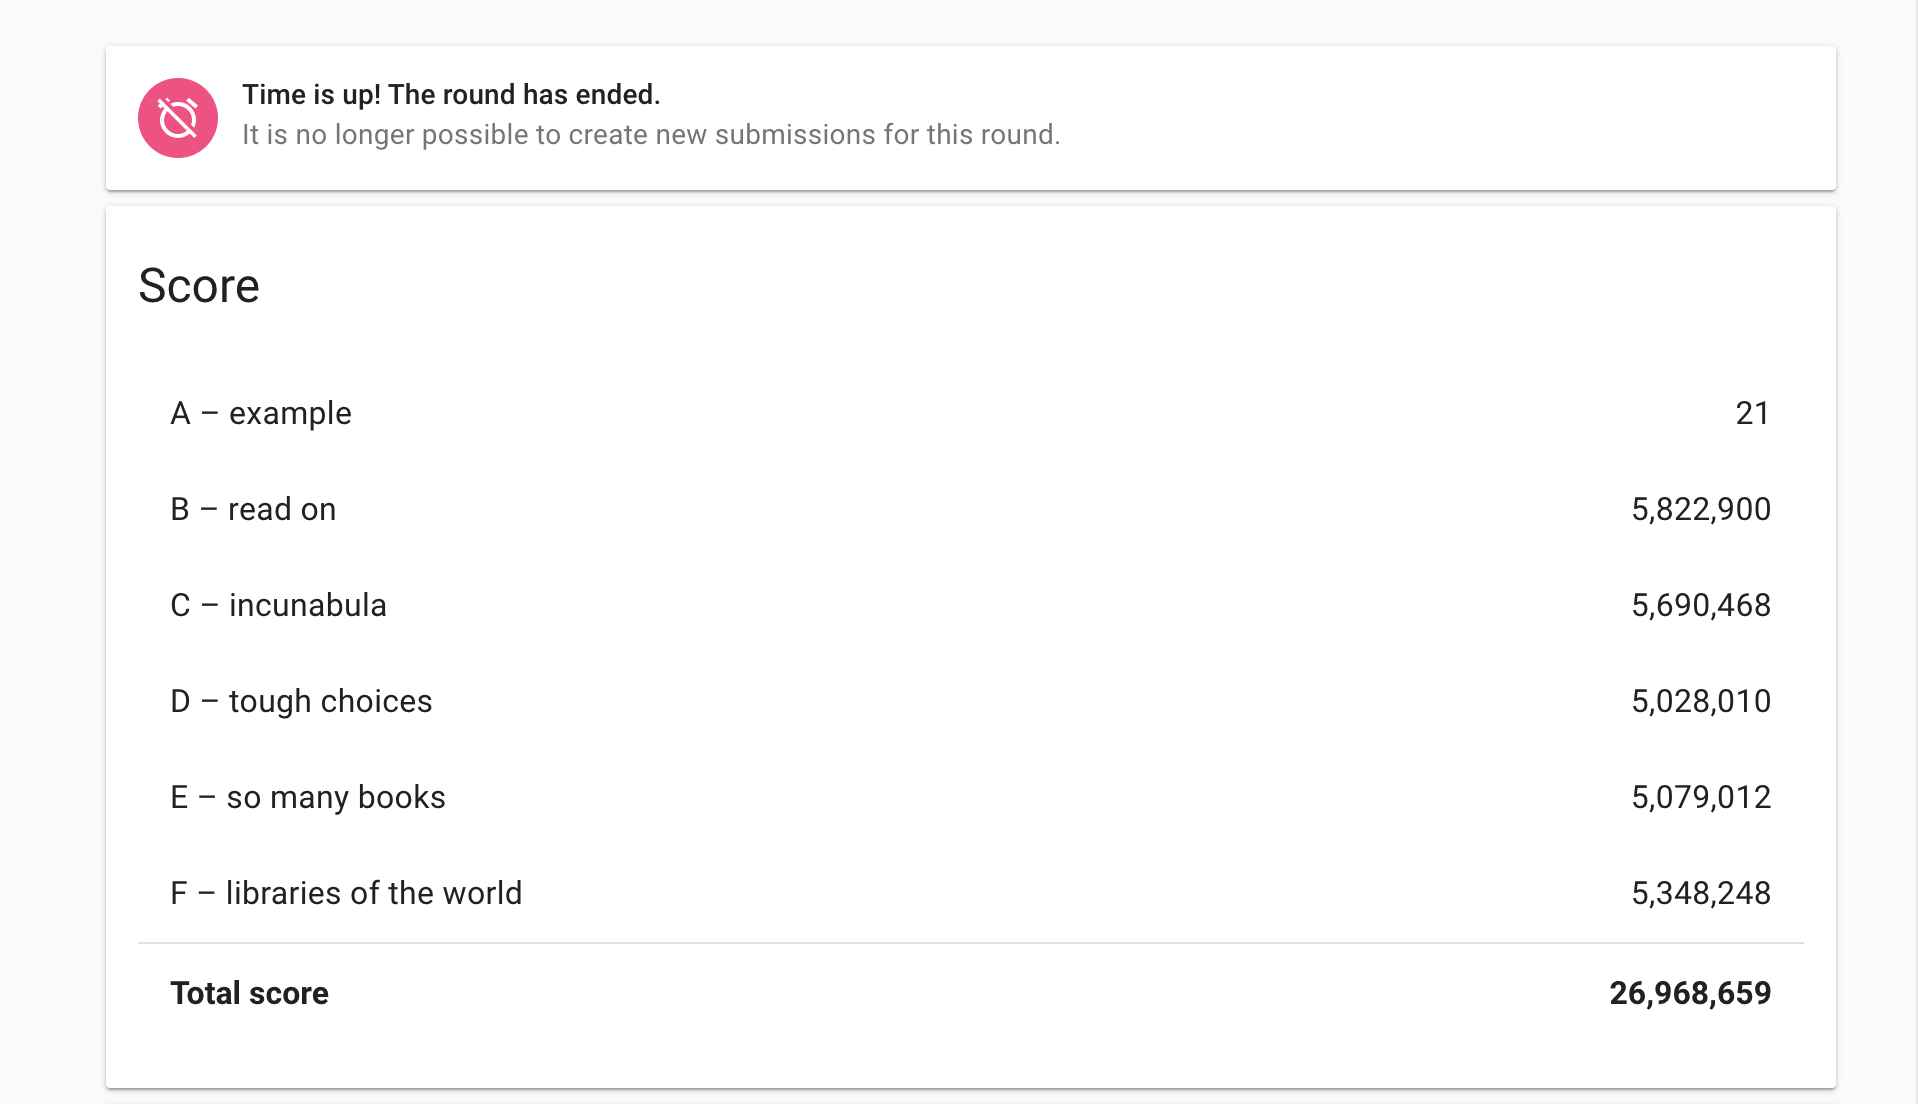 Time is up! The round has ended.
It is no longer possible to create new submissions for this round.
Score
A – example 21
B – read on 5,822,900
C – incunabula 5,690,468
D – tough choices 5,028,010
E – so many books 5,079,012
F – libraries of the world 5,348,248
Total score 26,968,659